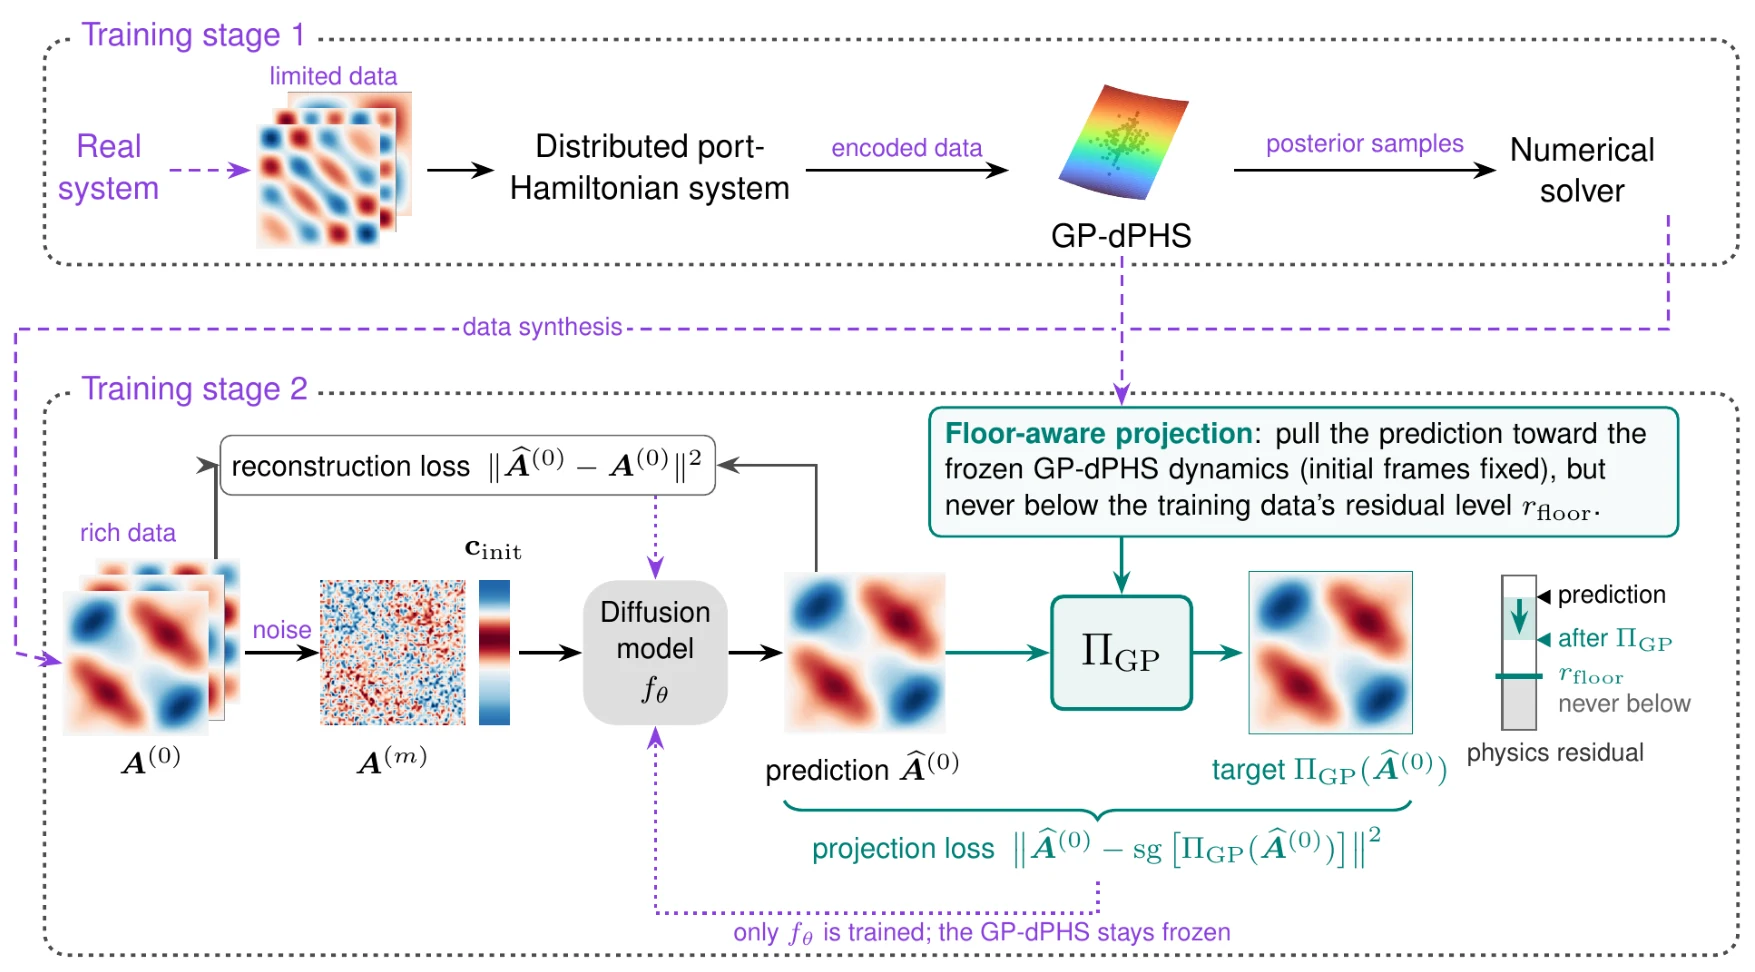 Training stage 1
limited data
Real
system
Distributed port-
Hamiltonian system
encoded data
GP-dPHS
posterior samples
Numerical
solver
data synthesis
Training stage 2
reconstruction loss ‖Â⁽⁰⁾ − A⁽⁰⁾‖²
Floor-aware projection: pull the prediction toward the
frozen GP-dPHS dynamics (initial frames fixed), but
never below the training data's residual level r_floor.
rich data
A⁽⁰⁾
noise
A⁽ᵐ⁾
c_init
Diffusion
model
f_θ
prediction Â⁽⁰⁾
Π_GP
target Π_GP(Â⁽⁰⁾)
prediction
after Π_GP
r_floor
never below
physics residual
projection loss ‖Â⁽⁰⁾ − sg[Π_GP(Â⁽⁰⁾)]‖²
only f_θ is trained; the GP-dPHS stays frozen